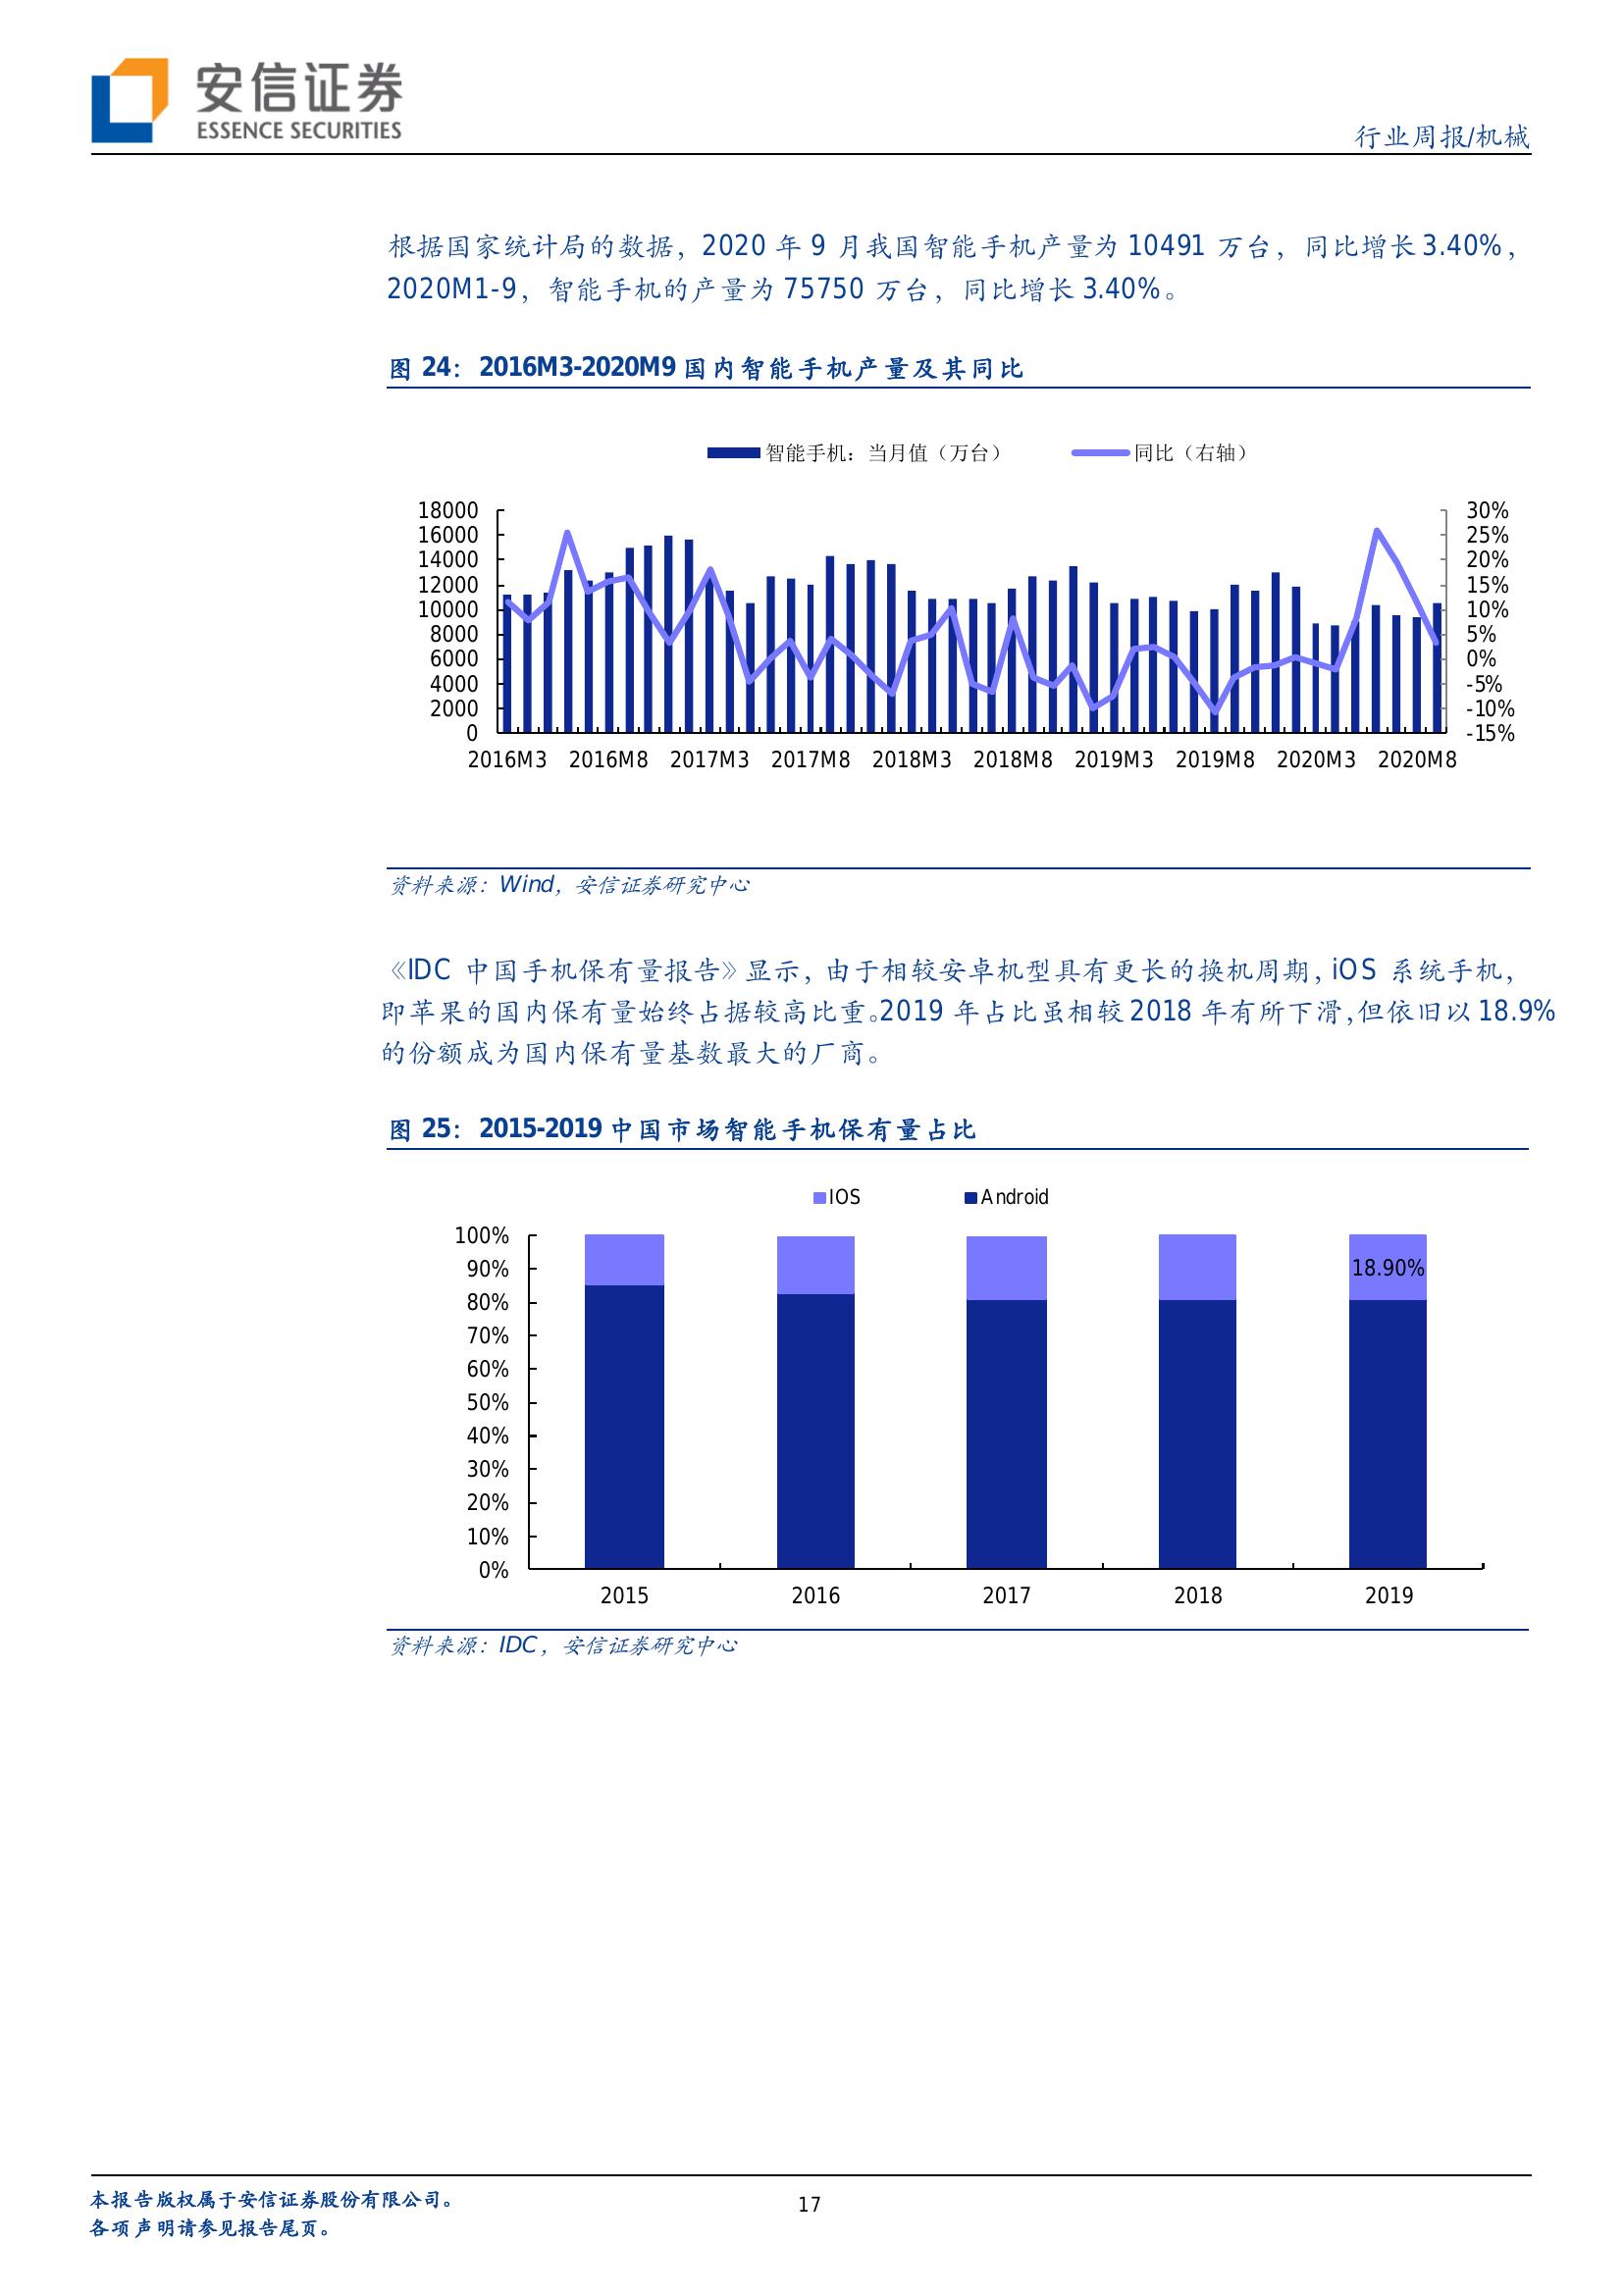 安信证券
ESSENCE SECURITIES
行业周报/机械
根据国家统计局的数据，2020 年 9 月我国智能手机产量为 10491 万台，同比增长 3.40%，
2020M1-9，智能手机的产量为 75750 万台，同比增长 3.40%。
图 24：2016M3-2020M9 国内智能手机产量及其同比
智能手机：当月值（万台） 同比（右轴）
18000 30%
16000 25%
14000 20%
12000 15%
10000 10%
8000 5%
6000 0%
4000 -5%
2000 -10%
0 -15%
2016M3 2016M8 2017M3 2017M8 2018M3 2018M8 2019M3 2019M8 2020M3 2020M8
资料来源：Wind，安信证券研究中心
《IDC 中国手机保有量报告》显示，由于相较安卓机型具有更长的换机周期，iOS 系统手机，
即苹果的国内保有量始终占据较高比重。2019 年占比虽相较 2018 年有所下滑，但依旧以 18.9%
的份额成为国内保有量基数最大的厂商。
图 25：2015-2019 中国市场智能手机保有量占比
IOS Android
100%
90%
18.90%
80%
70%
60%
50%
40%
30%
20%
10%
0%
2015 2016 2017 2018 2019
资料来源：IDC，安信证券研究中心
本报告版权属于安信证券股份有限公司。
17
各项声明请参见报告尾页。